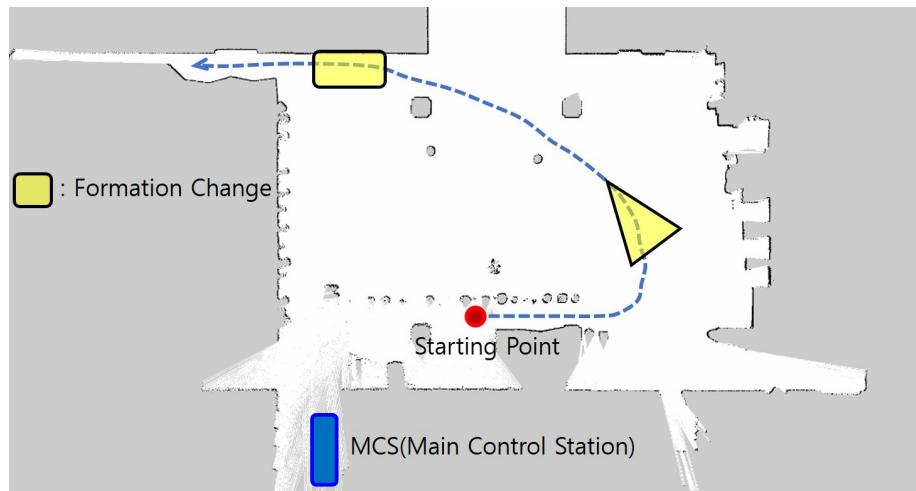 : Formation Change
Starting Point
MCS(Main Control Station)